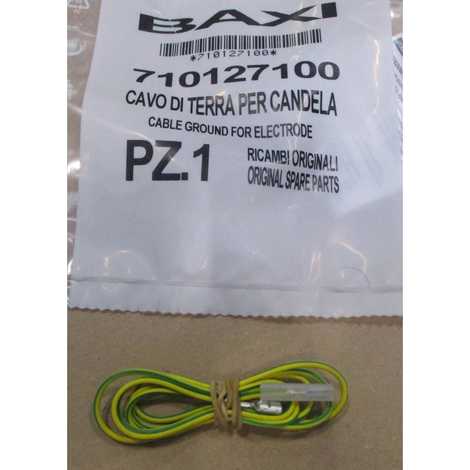 BAXI
*710127100*
710127100
CAVO DI TERRA PER CANDELA
CABLE GROUND FOR ELECTRODE
PZ.1
RICAMBI ORIGINALI
ORIGINAL SPARE PARTS